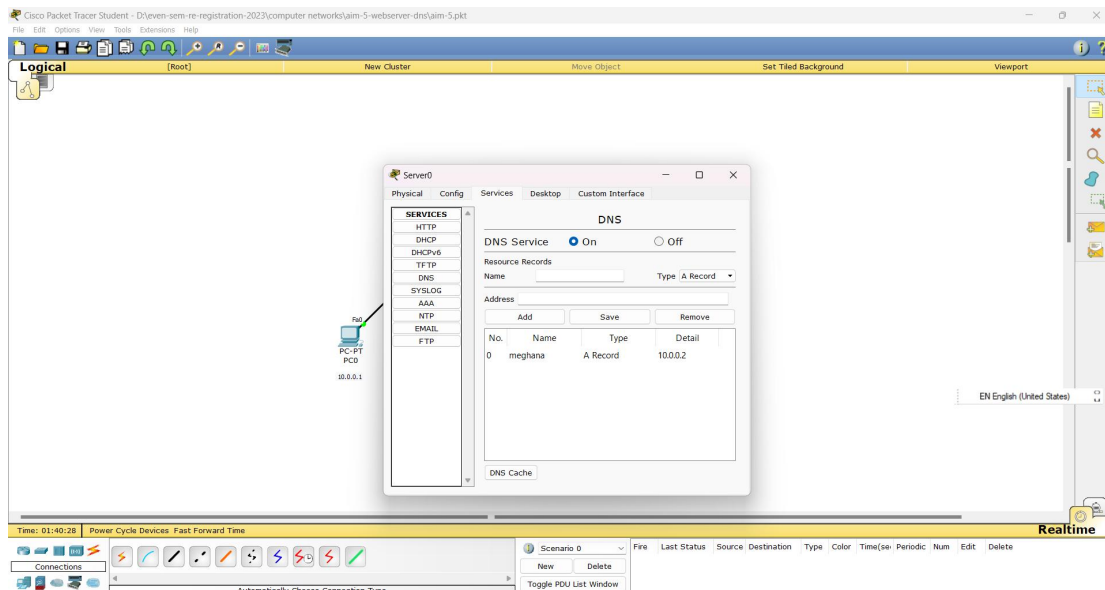 Cisco Packet Tracer Student - D:\even-sem-re-registration-2023\computer networks\aim-5-webserver-dns\aim-5.pkt
File Edit Options View Tools Extensions Help
Logical [Root] New Cluster Move Object Set Tiled Background Viewport
Server0
Physical Config Services Desktop Custom Interface
SERVICES
HTTP
DHCP
DHCPv6
TFTP
DNS
SYSLOG
AAA
NTP
EMAIL
FTP
DNS
DNS Service On Off
Resource Records
Name Type A Record
Address
Add Save Remove
No. Name Type Detail
0 meghana A Record 10.0.0.2
DNS Cache
Fa0
PC-PT
PC0
10.0.0.1
EN English (United States)
Time: 01:40:28 Power Cycle Devices Fast Forward Time Realtime
Connections
Automatically Choose Connection Type
Scenario 0
New Delete
Toggle PDU List Window
Fire Last Status Source Destination Type Color Time(sec Periodic Num Edit Delete